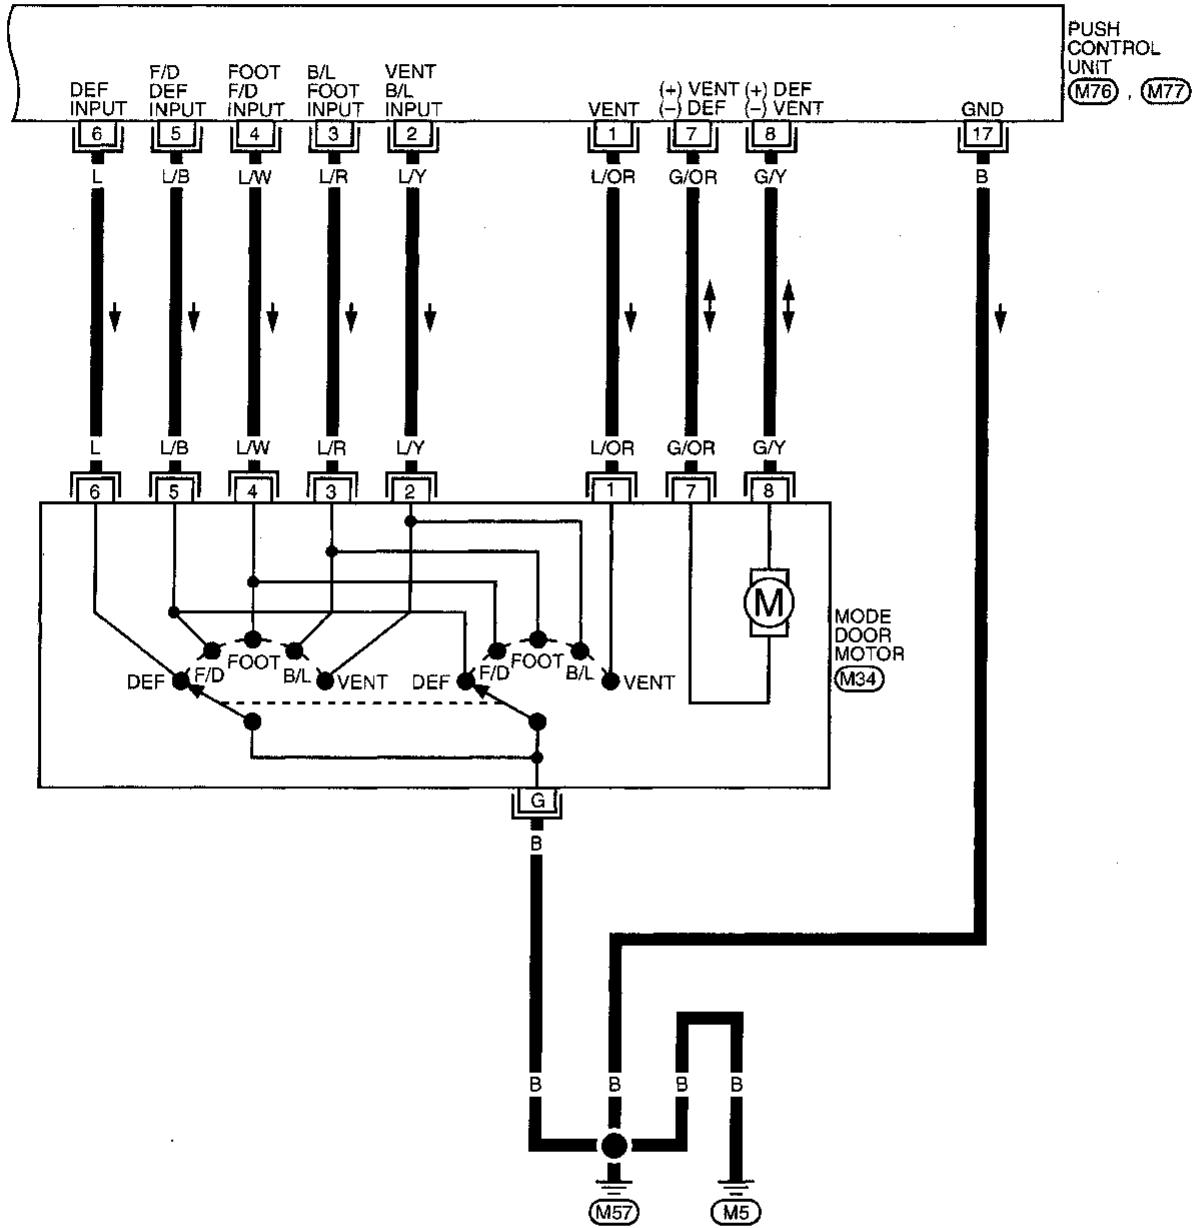 PUSH
CONTROL
UNIT
M76 , M77
DEF
INPUT
F/D
DEF
INPUT
FOOT
F/D
INPUT
B/L
FOOT
INPUT
VENT
B/L
INPUT
VENT
(+) VENT
(−) DEF
(+) DEF
(−) VENT
GND
6 5 4 3 2 1 7 8 17
L L/B L/W L/R L/Y L/OR G/OR G/Y B
L L/B L/W L/R L/Y L/OR G/OR G/Y
6 5 4 3 2 1 7 8
M
MODE
DOOR
MOTOR
M34
DEF F/D FOOT B/L VENT
DEF F/D FOOT B/L VENT
G
B
B B B B
M57 M5